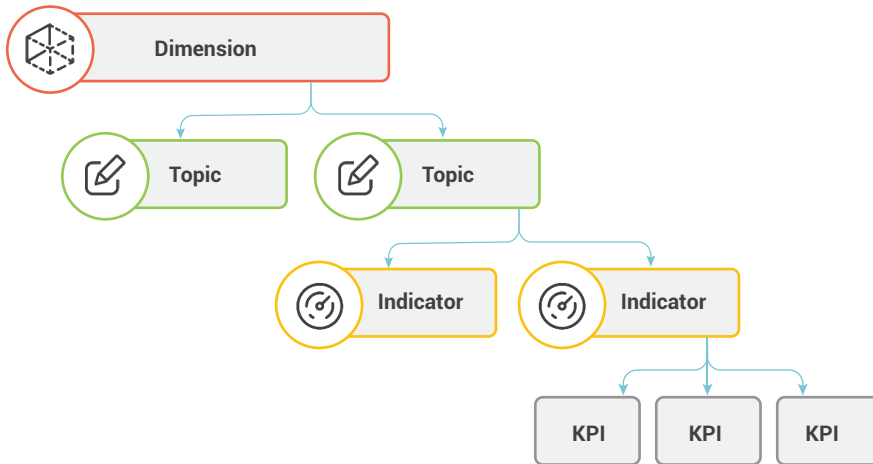 Dimension
Topic
Topic
Indicator
Indicator
KPI
KPI
KPI